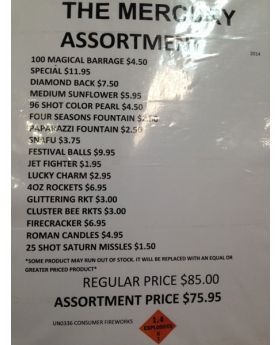 THE MERCURY
ASSORTMENT
2014
100 MAGICAL BARRAGE $4.50
SPECIAL $11.95
DIAMOND BACK $7.50
MEDIUM SUNFLOWER $5.95
96 SHOT COLOR PEARL $4.50
FOUR SEASONS FOUNTAIN $2.50
PAPARAZZI FOUNTAIN $2.50
SNAFU $3.75
FESTIVAL BALLS $9.95
JET FIGHTER $1.95
LUCKY CHARM $2.95
4OZ ROCKETS $6.95
GLITTERING RKT $3.00
CLUSTER BEE RKTS $3.00
FIRECRACKER $6.95
ROMAN CANDLES $4.95
25 SHOT SATURN MISSLES $1.50
*SOME PRODUCT MAY RUN OUT OF STOCK. IT WILL BE REPLACED WITH AN EQUAL OR
GREATER PRICED PRODUCT*
REGULAR PRICE $85.00
ASSORTMENT PRICE $75.95
UN0336 CONSUMER FIREWORKS
1.4
EXPLOSIVES